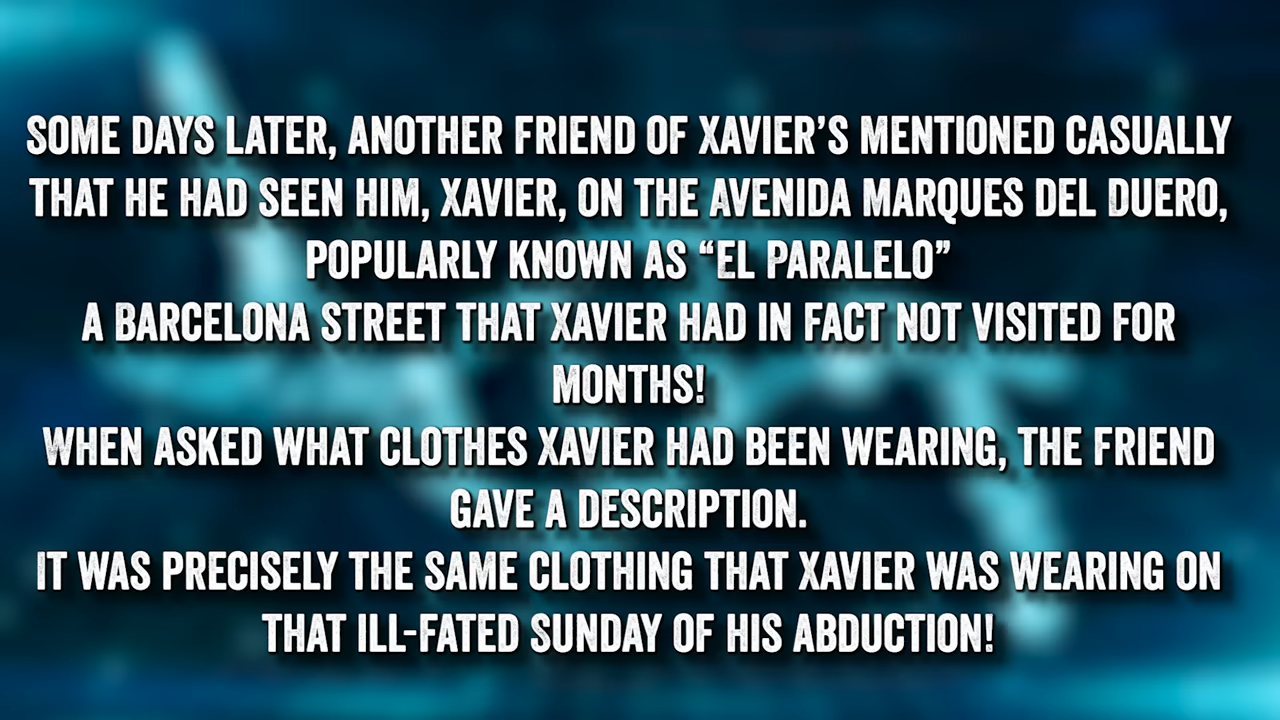 SOME DAYS LATER, ANOTHER FRIEND OF XAVIER’S MENTIONED CASUALLY
THAT HE HAD SEEN HIM, XAVIER, ON THE AVENIDA MARQUES DEL DUERO,
POPULARLY KNOWN AS “EL PARALELO”
A BARCELONA STREET THAT XAVIER HAD IN FACT NOT VISITED FOR
MONTHS!
WHEN ASKED WHAT CLOTHES XAVIER HAD BEEN WEARING, THE FRIEND
GAVE A DESCRIPTION.
IT WAS PRECISELY THE SAME CLOTHING THAT XAVIER WAS WEARING ON
THAT ILL-FATED SUNDAY OF HIS ABDUCTION!